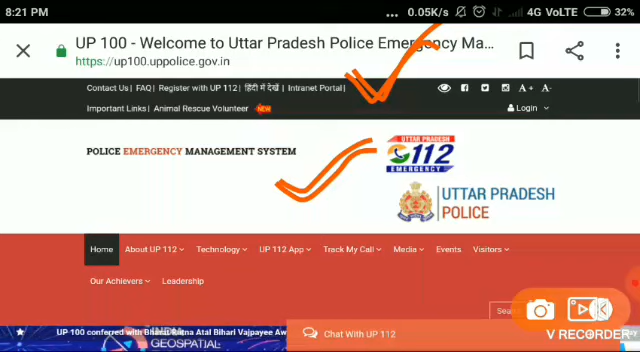 8:21 PM ... 0.05K/s 4G VoLTE 32%
UP 100 - Welcome to Uttar Pradesh Police Emergency Ma...
https://up100.uppolice.gov.in
Contact Us | FAQ | Register with UP 112 | हिंदी में देखें | Intranet Portal | A+ A-
Important Links | Animal Rescue Volunteer NEW Login
POLICE EMERGENCY MANAGEMENT SYSTEM
UTTAR PRADESH
112
EMERGENCY
UTTAR PRADESH
POLICE
Home About UP 112 Technology UP 112 App Track My Call Media Events Visitors
Our Achievers Leadership
UP 100 conferred with Bharat Ratna Atal Bihari Vajpayee Aw
INDIA
GEOSPATIAL
Chat With UP 112
V RECORDER